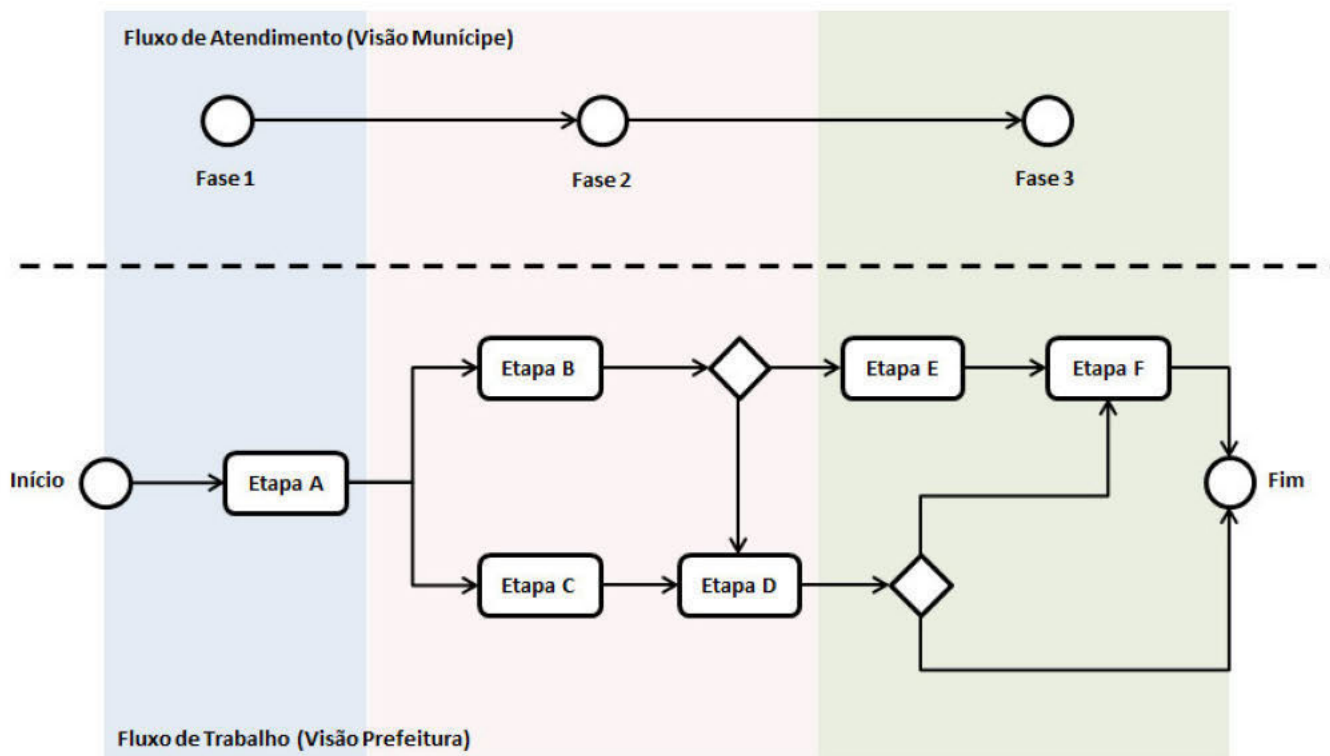 Fluxo de Atendimento (Visão Munícipe)
Fase 1
Fase 2
Fase 3
Etapa B
Etapa E
Etapa F
Início
Etapa A
Fim
Etapa C
Etapa D
Fluxo de Trabalho (Visão Prefeitura)